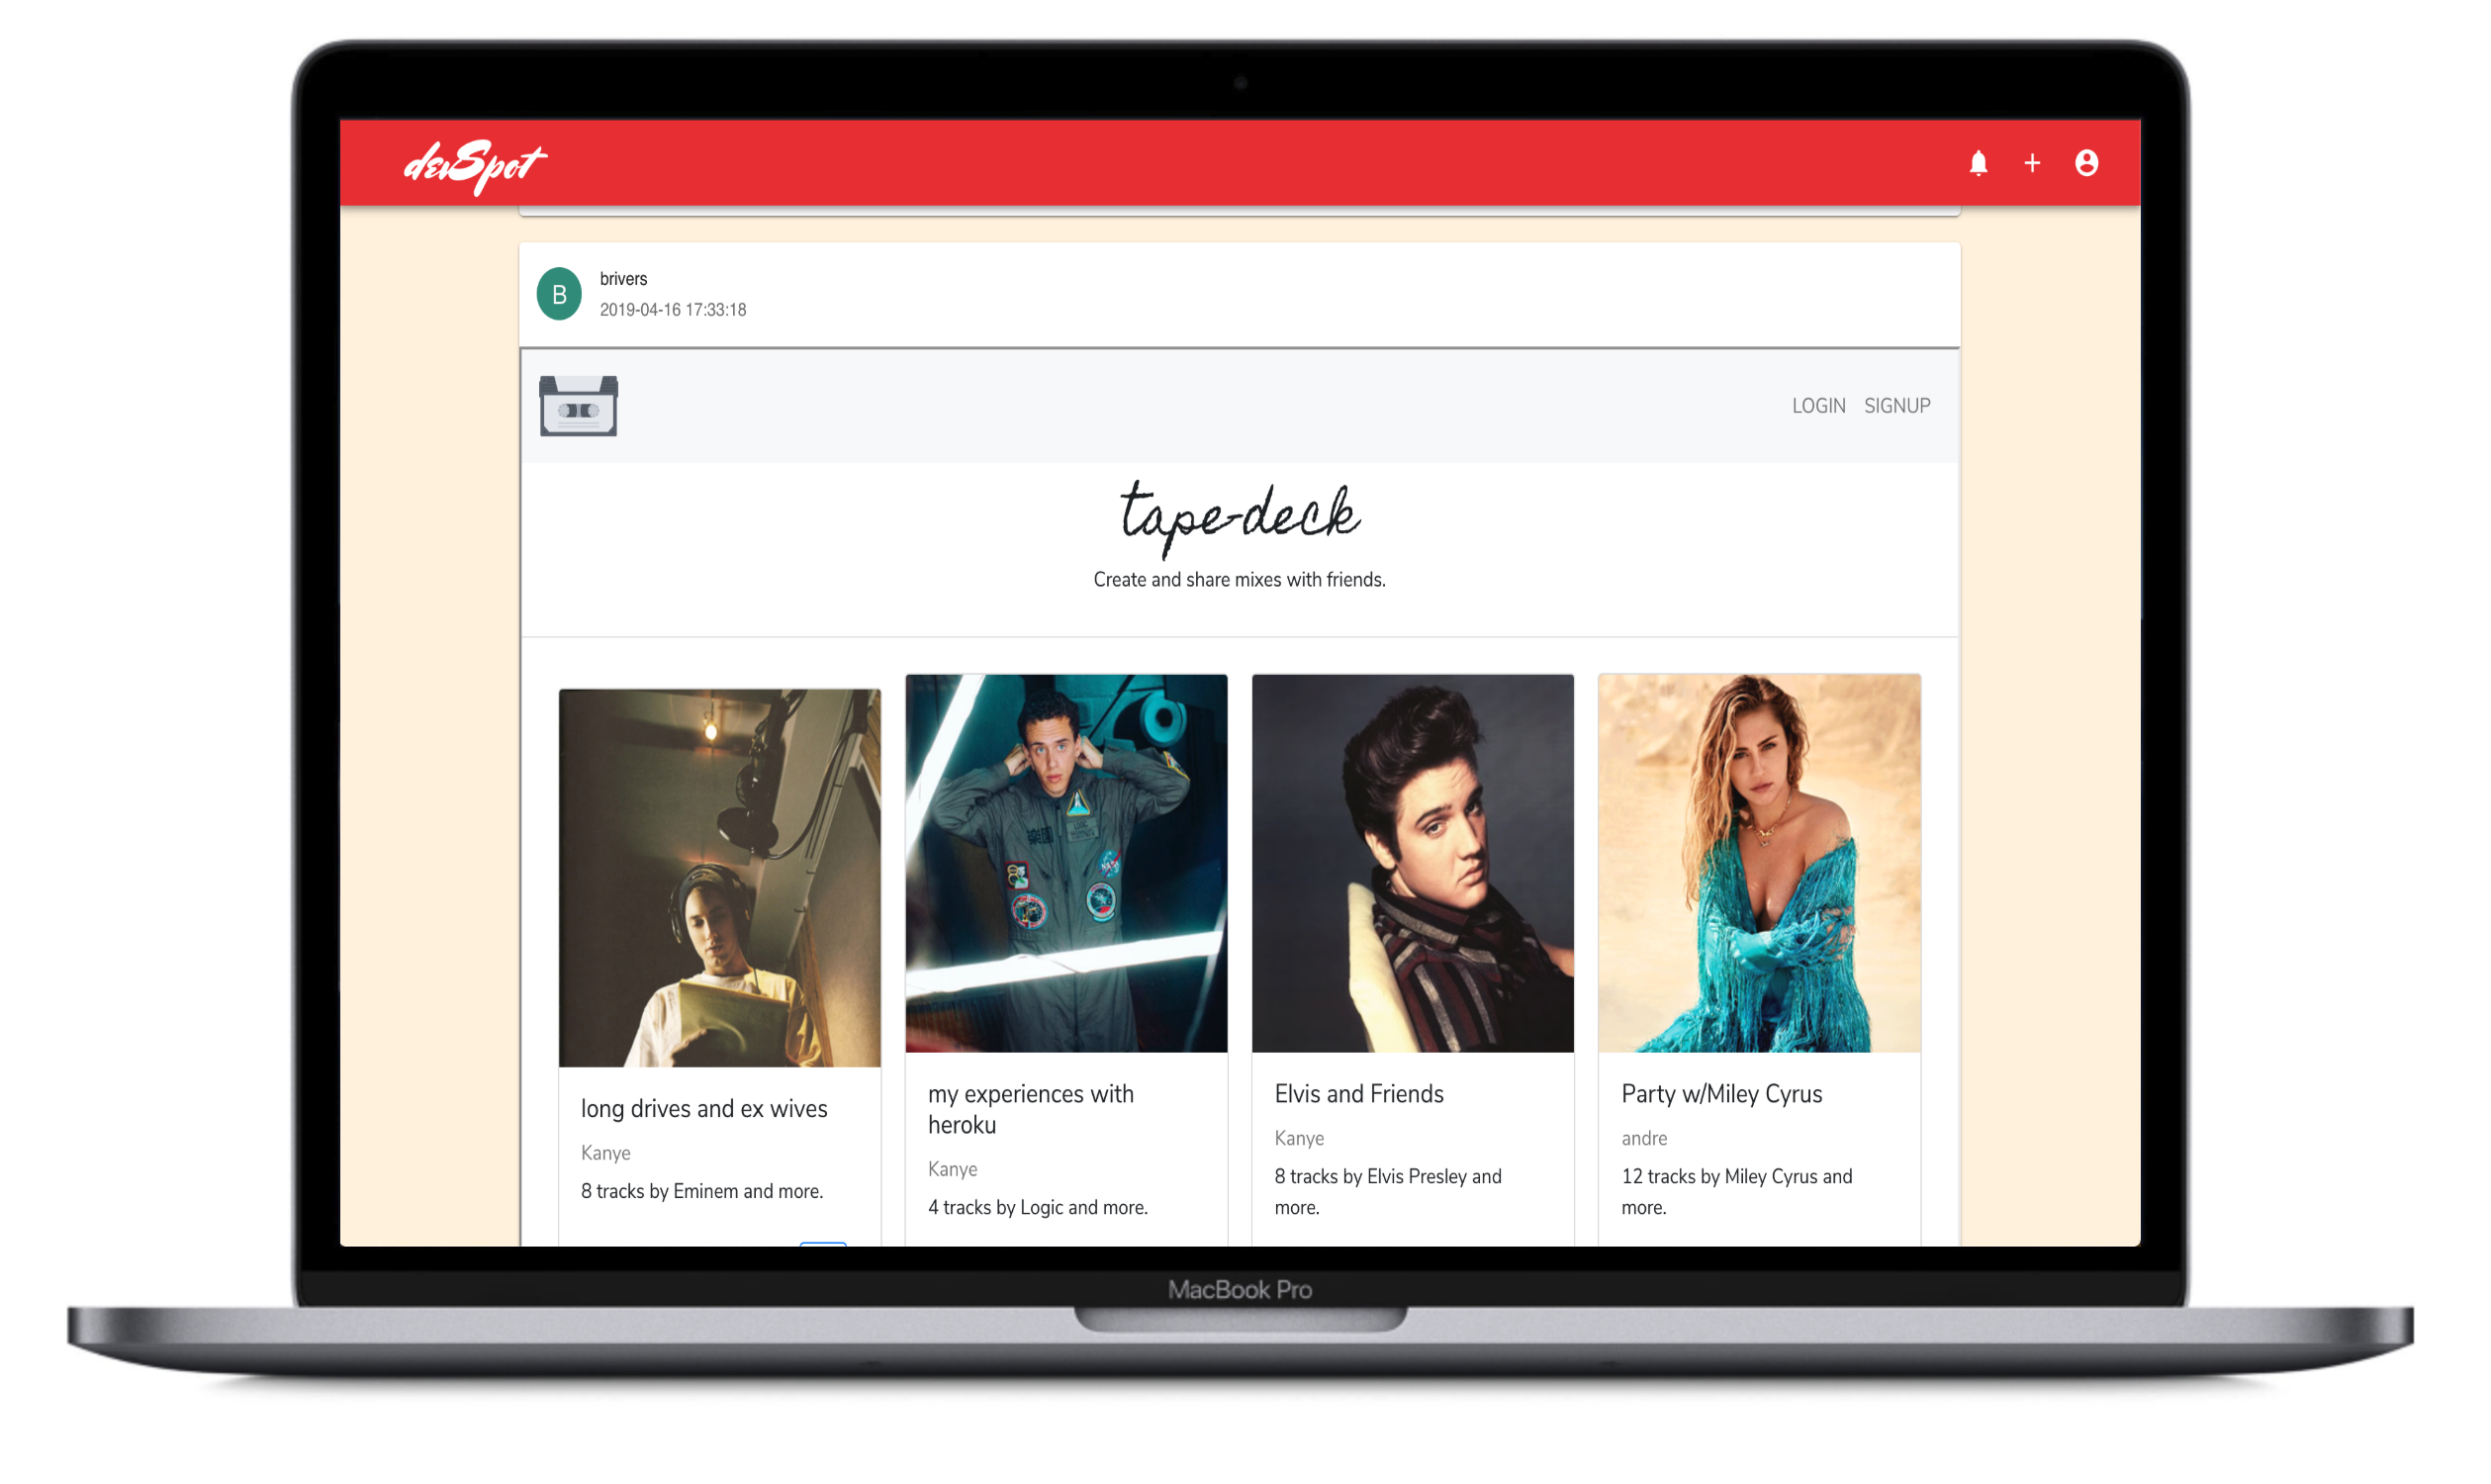 devSpot
B
brivers
2019-04-16 17:33:18
LOGIN SIGNUP
tape-deck
Create and share mixes with friends.
long drives and ex wives
Kanye
8 tracks by Eminem and more.
my experiences with
heroku
Kanye
4 tracks by Logic and more.
Elvis and Friends
Kanye
8 tracks by Elvis Presley and
more.
Party w/Miley Cyrus
andre
12 tracks by Miley Cyrus and
more.
MacBook Pro